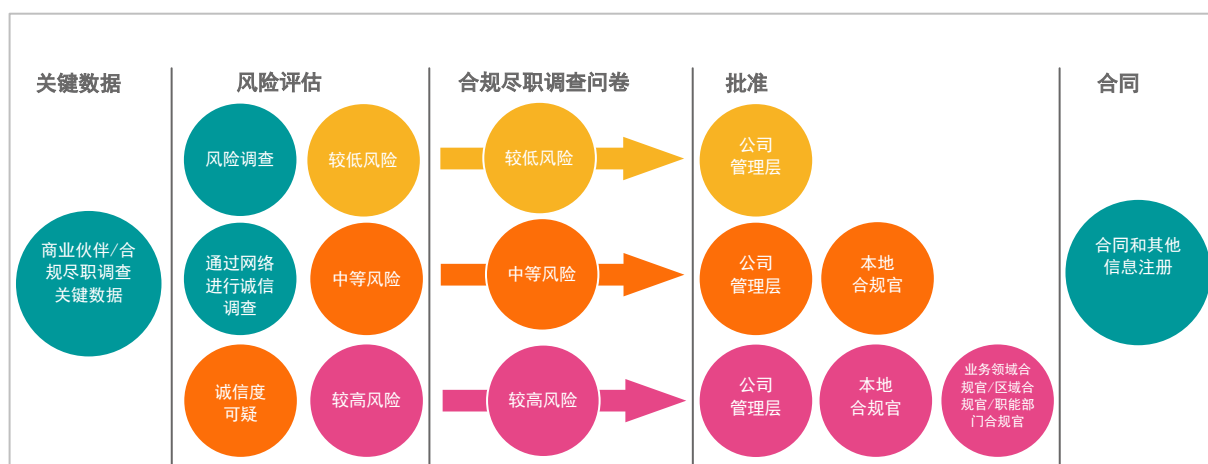 关键数据
风险评估
合规尽职调查问卷
批准
合同
商业伙伴/合
规尽职调查
关键数据
风险调查
较低风险
较低风险
公司
管理层
通过网络
进行诚信
调查
中等风险
中等风险
公司
管理层
本地
合规官
诚信度
可疑
较高风险
较高风险
公司
管理层
本地
合规官
业务领域合
规官/区域合
规官/职能部
门合规官
合同和其他
信息注册